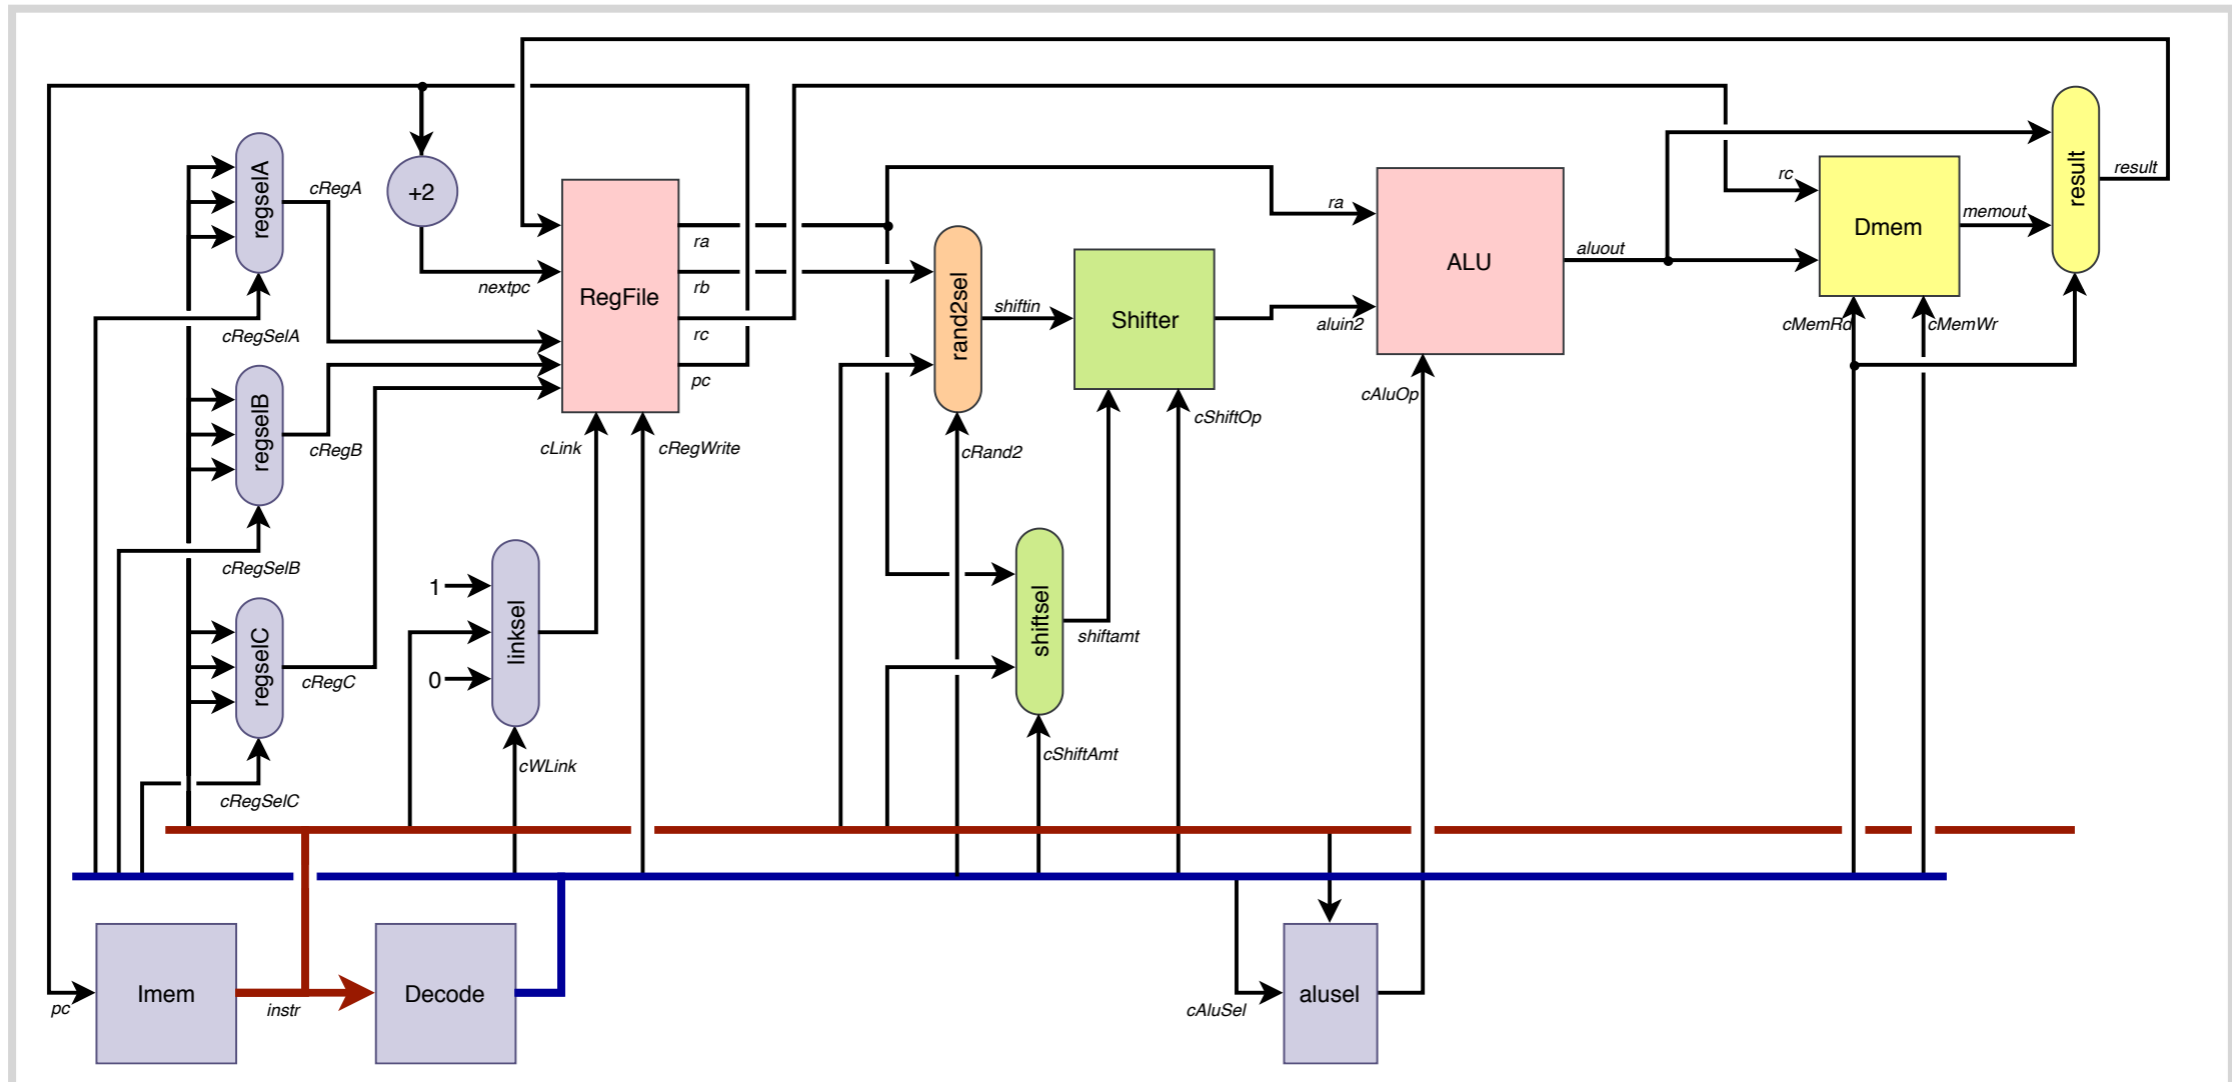 regselA
cRegA
+2
nextpc
cRegSelA
regselB
cRegB
cRegSelB
regselC
cRegC
cRegSelC
RegFile
ra
rb
rc
pc
cLink
cRegWrite
1
0
linksel
cWLink
rand2sel
cRand2
shiftin
Shifter
cShiftOp
shiftsel
shiftamt
cShiftAmt
ra
aluin2
ALU
cAluOp
aluout
rc
Dmem
memout
cMemRd
cMemWr
result
result
pc
Imem
instr
Decode
cAluSel
alusel